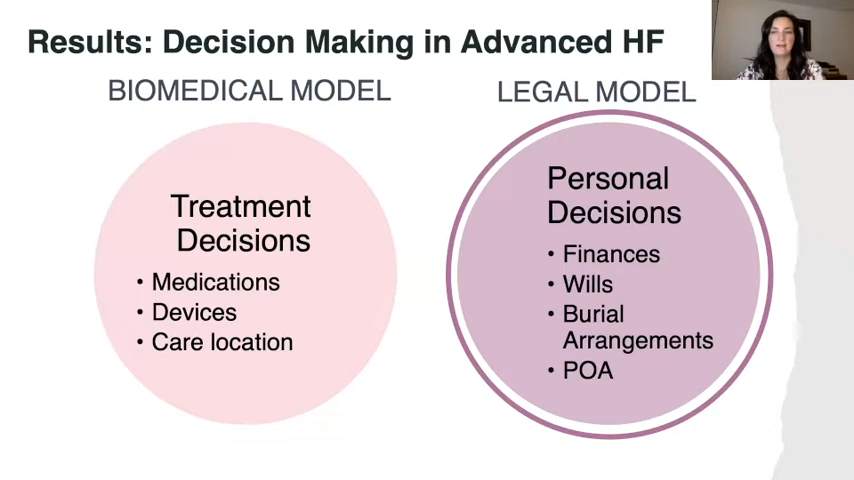 Results: Decision Making in Advanced HF
BIOMEDICAL MODEL
Treatment
Decisions
• Medications
• Devices
• Care location
LEGAL MODEL
Personal
Decisions
• Finances
• Wills
• Burial
Arrangements
• POA